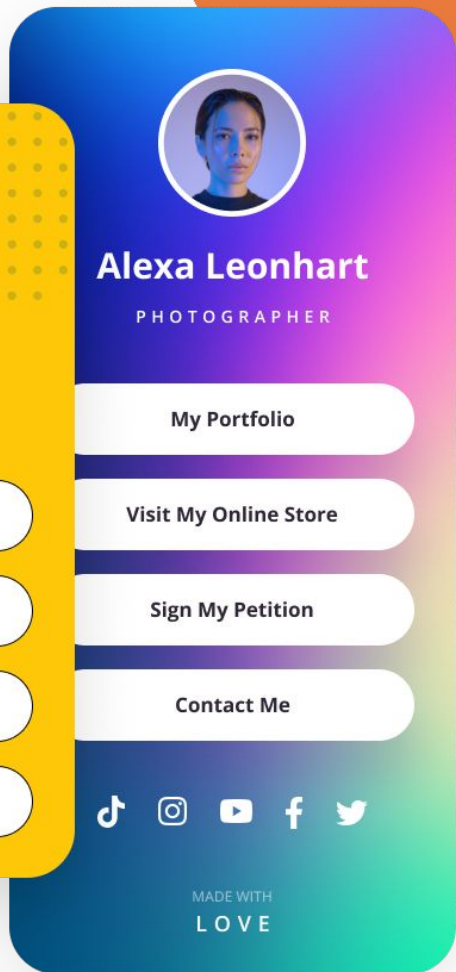 Alexa Leonhart
PHOTOGRAPHER
My Portfolio
Visit My Online Store
Sign My Petition
Contact Me
MADE WITH
LOVE